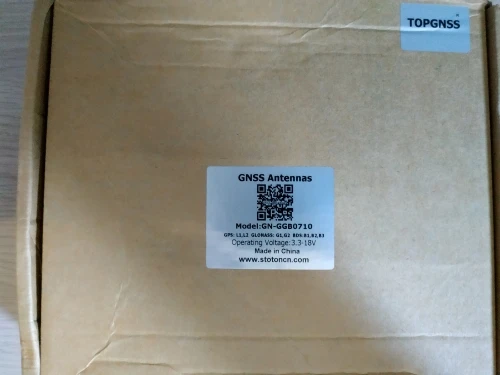 TOPGNSS
GNSS Antennas
Model:GN-GGB0710
GPS: L1,L2 GLONASS: G1,G2 BDS:B1,B2,B3
Operating Voltage:3.3-18V
Made in China
www.stotoncn.com